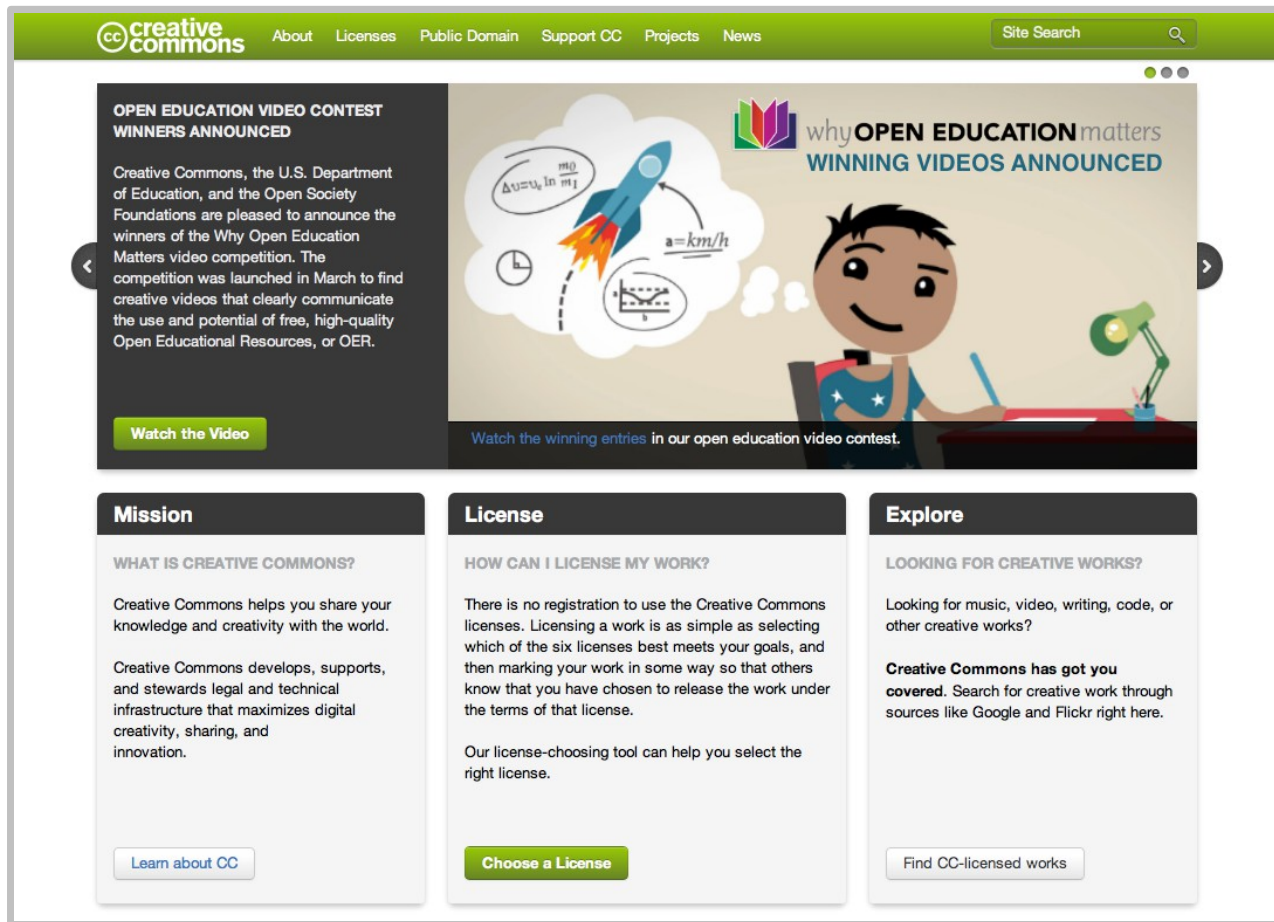 cc creative commons
About Licenses Public Domain Support CC Projects News
Site Search
OPEN EDUCATION VIDEO CONTEST
WINNERS ANNOUNCED
Creative Commons, the U.S. Department
of Education, and the Open Society
Foundations are pleased to announce the
winners of the Why Open Education
Matters video competition. The
competition was launched in March to find
creative videos that clearly communicate
the use and potential of free, high-quality
Open Educational Resources, or OER.
Watch the Video
why OPEN EDUCATION matters
WINNING VIDEOS ANNOUNCED
Δυ=υₑ ln m0/m1
a=km/h
b
a
b
Watch the winning entries in our open education video contest.
Mission
WHAT IS CREATIVE COMMONS?
Creative Commons helps you share your
knowledge and creativity with the world.
Creative Commons develops, supports,
and stewards legal and technical
infrastructure that maximizes digital
creativity, sharing, and
innovation.
Learn about CC
License
HOW CAN I LICENSE MY WORK?
There is no registration to use the Creative Commons
licenses. Licensing a work is as simple as selecting
which of the six licenses best meets your goals, and
then marking your work in some way so that others
know that you have chosen to release the work under
the terms of that license.
Our license-choosing tool can help you select the
right license.
Choose a License
Explore
LOOKING FOR CREATIVE WORKS?
Looking for music, video, writing, code, or
other creative works?
Creative Commons has got you
covered. Search for creative work through
sources like Google and Flickr right here.
Find CC-licensed works